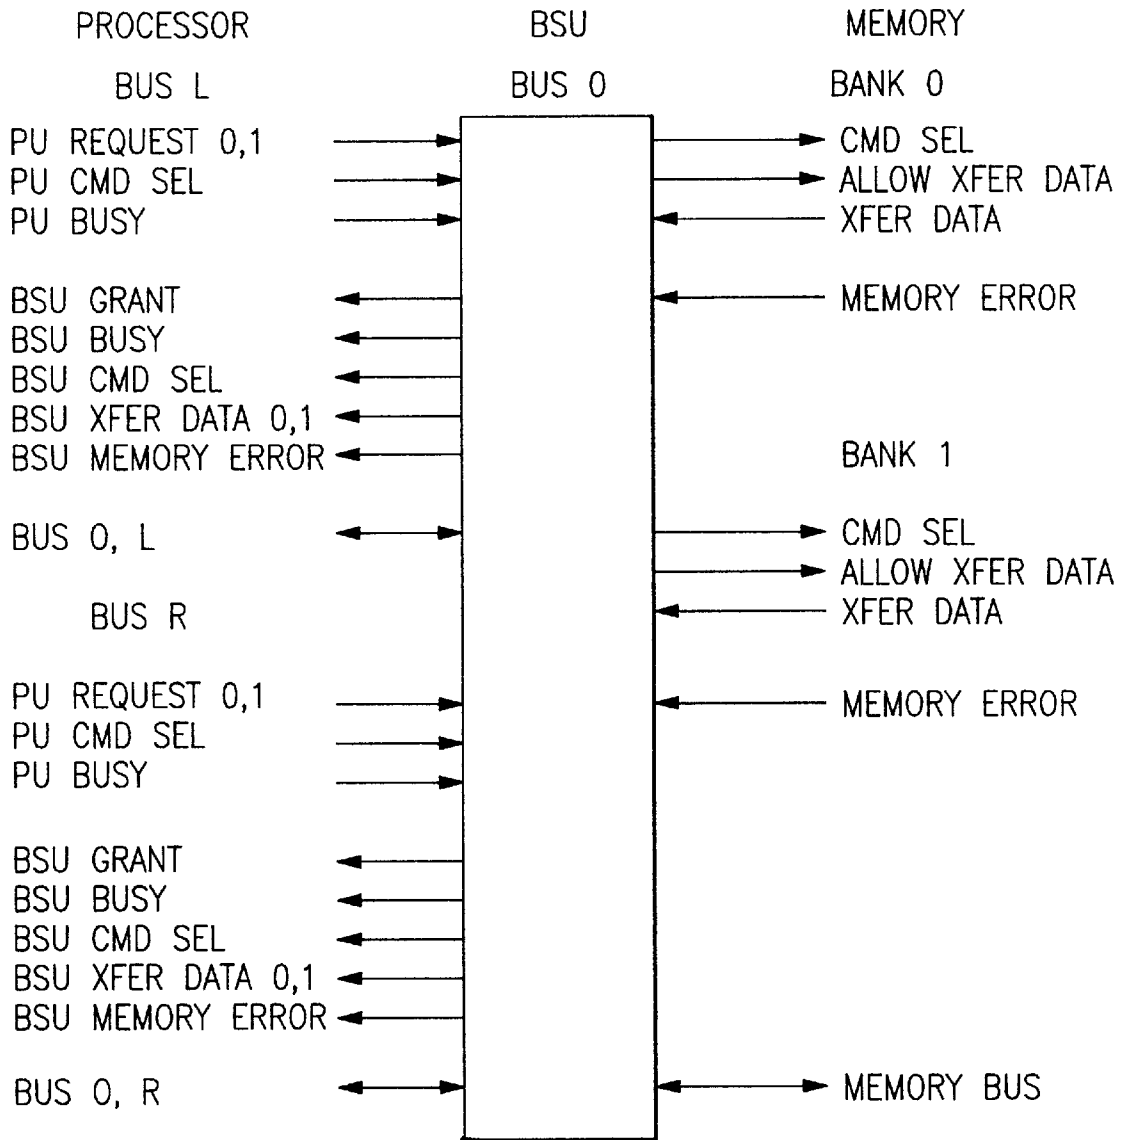 PROCESSOR BSU MEMORY
BUS L BUS 0 BANK 0
PU REQUEST 0,1 CMD SEL
PU CMD SEL ALLOW XFER DATA
PU BUSY XFER DATA
BSU GRANT MEMORY ERROR
BSU BUSY
BSU CMD SEL
BSU XFER DATA 0,1
BSU MEMORY ERROR BANK 1
BUS 0, L CMD SEL
ALLOW XFER DATA
BUS R XFER DATA
PU REQUEST 0,1 MEMORY ERROR
PU CMD SEL
PU BUSY
BSU GRANT
BSU BUSY
BSU CMD SEL
BSU XFER DATA 0,1
BSU MEMORY ERROR
BUS 0, R MEMORY BUS